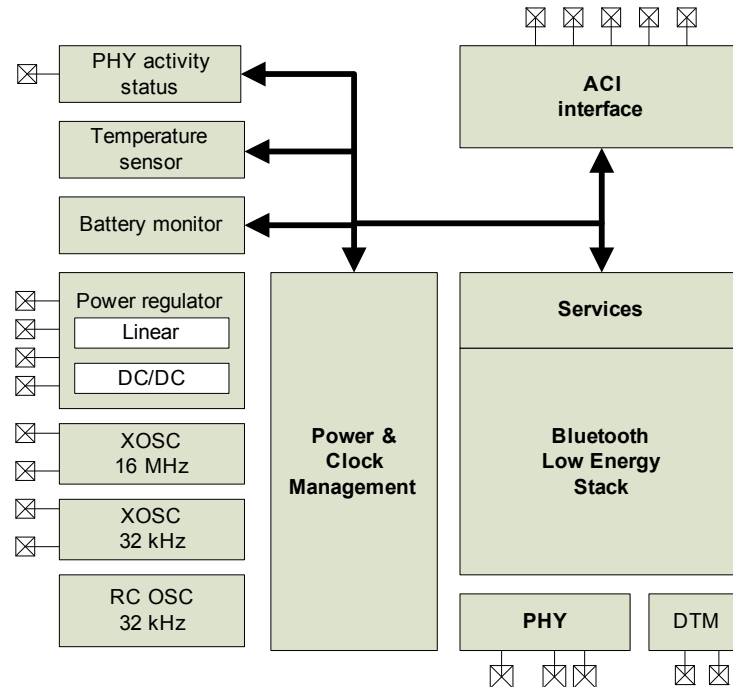 PHY activity
status
ACI
interface
Temperature
sensor
Battery monitor
Power regulator
Linear
DC/DC
Services
XOSC
16 MHz
Power &
Clock
Management
Bluetooth
Low Energy
Stack
XOSC
32 kHz
RC OSC
32 kHz
PHY
DTM